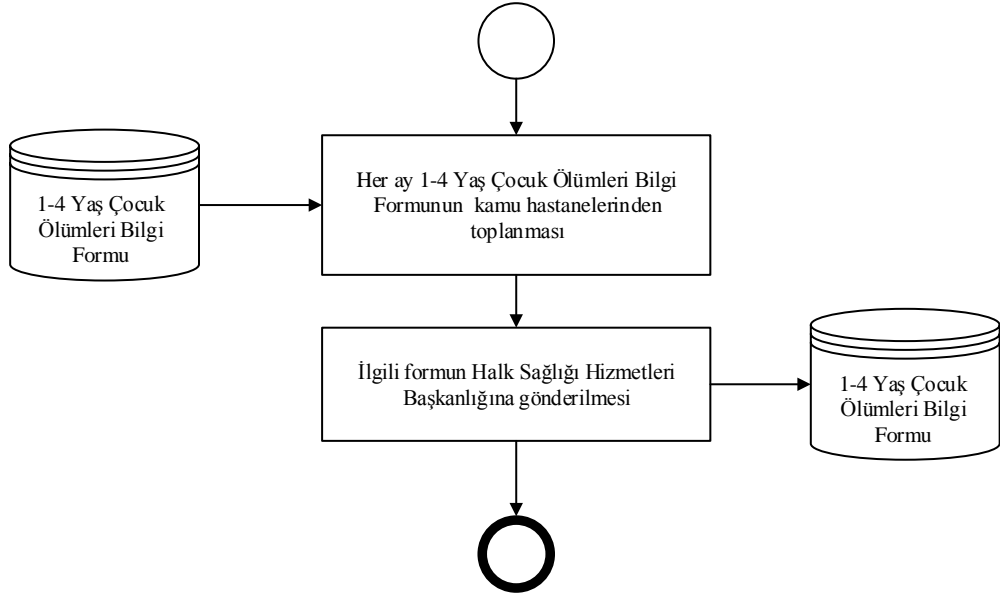 1-4 Yaş Çocuk
Ölümleri Bilgi
Formu
Her ay 1-4 Yaş Çocuk Ölümleri Bilgi
Formunun kamu hastanelerinden
toplanması
İlgili formun Halk Sağlığı Hizmetleri
Başkanlığına gönderilmesi
1-4 Yaş Çocuk
Ölümleri Bilgi
Formu